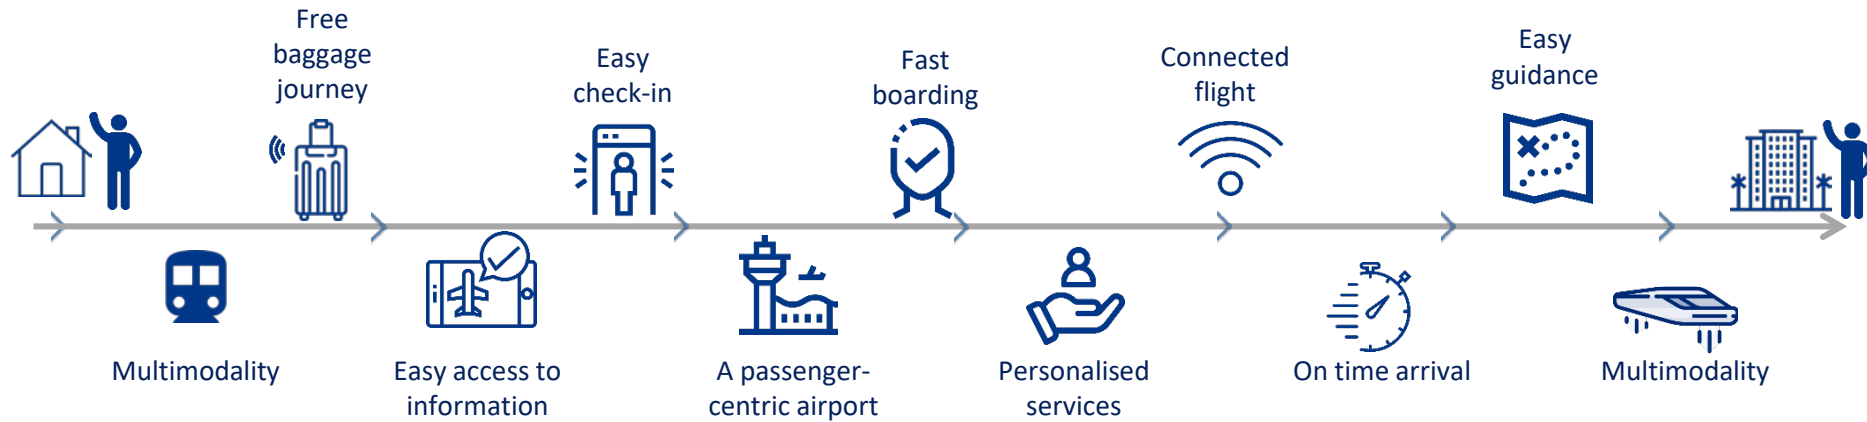 Free
baggage
journey
Easy
check-in
Fast
boarding
Connected
flight
Easy
guidance
Multimodality
Easy access to
information
A passenger-
centric airport
Personalised
services
On time arrival
Multimodality